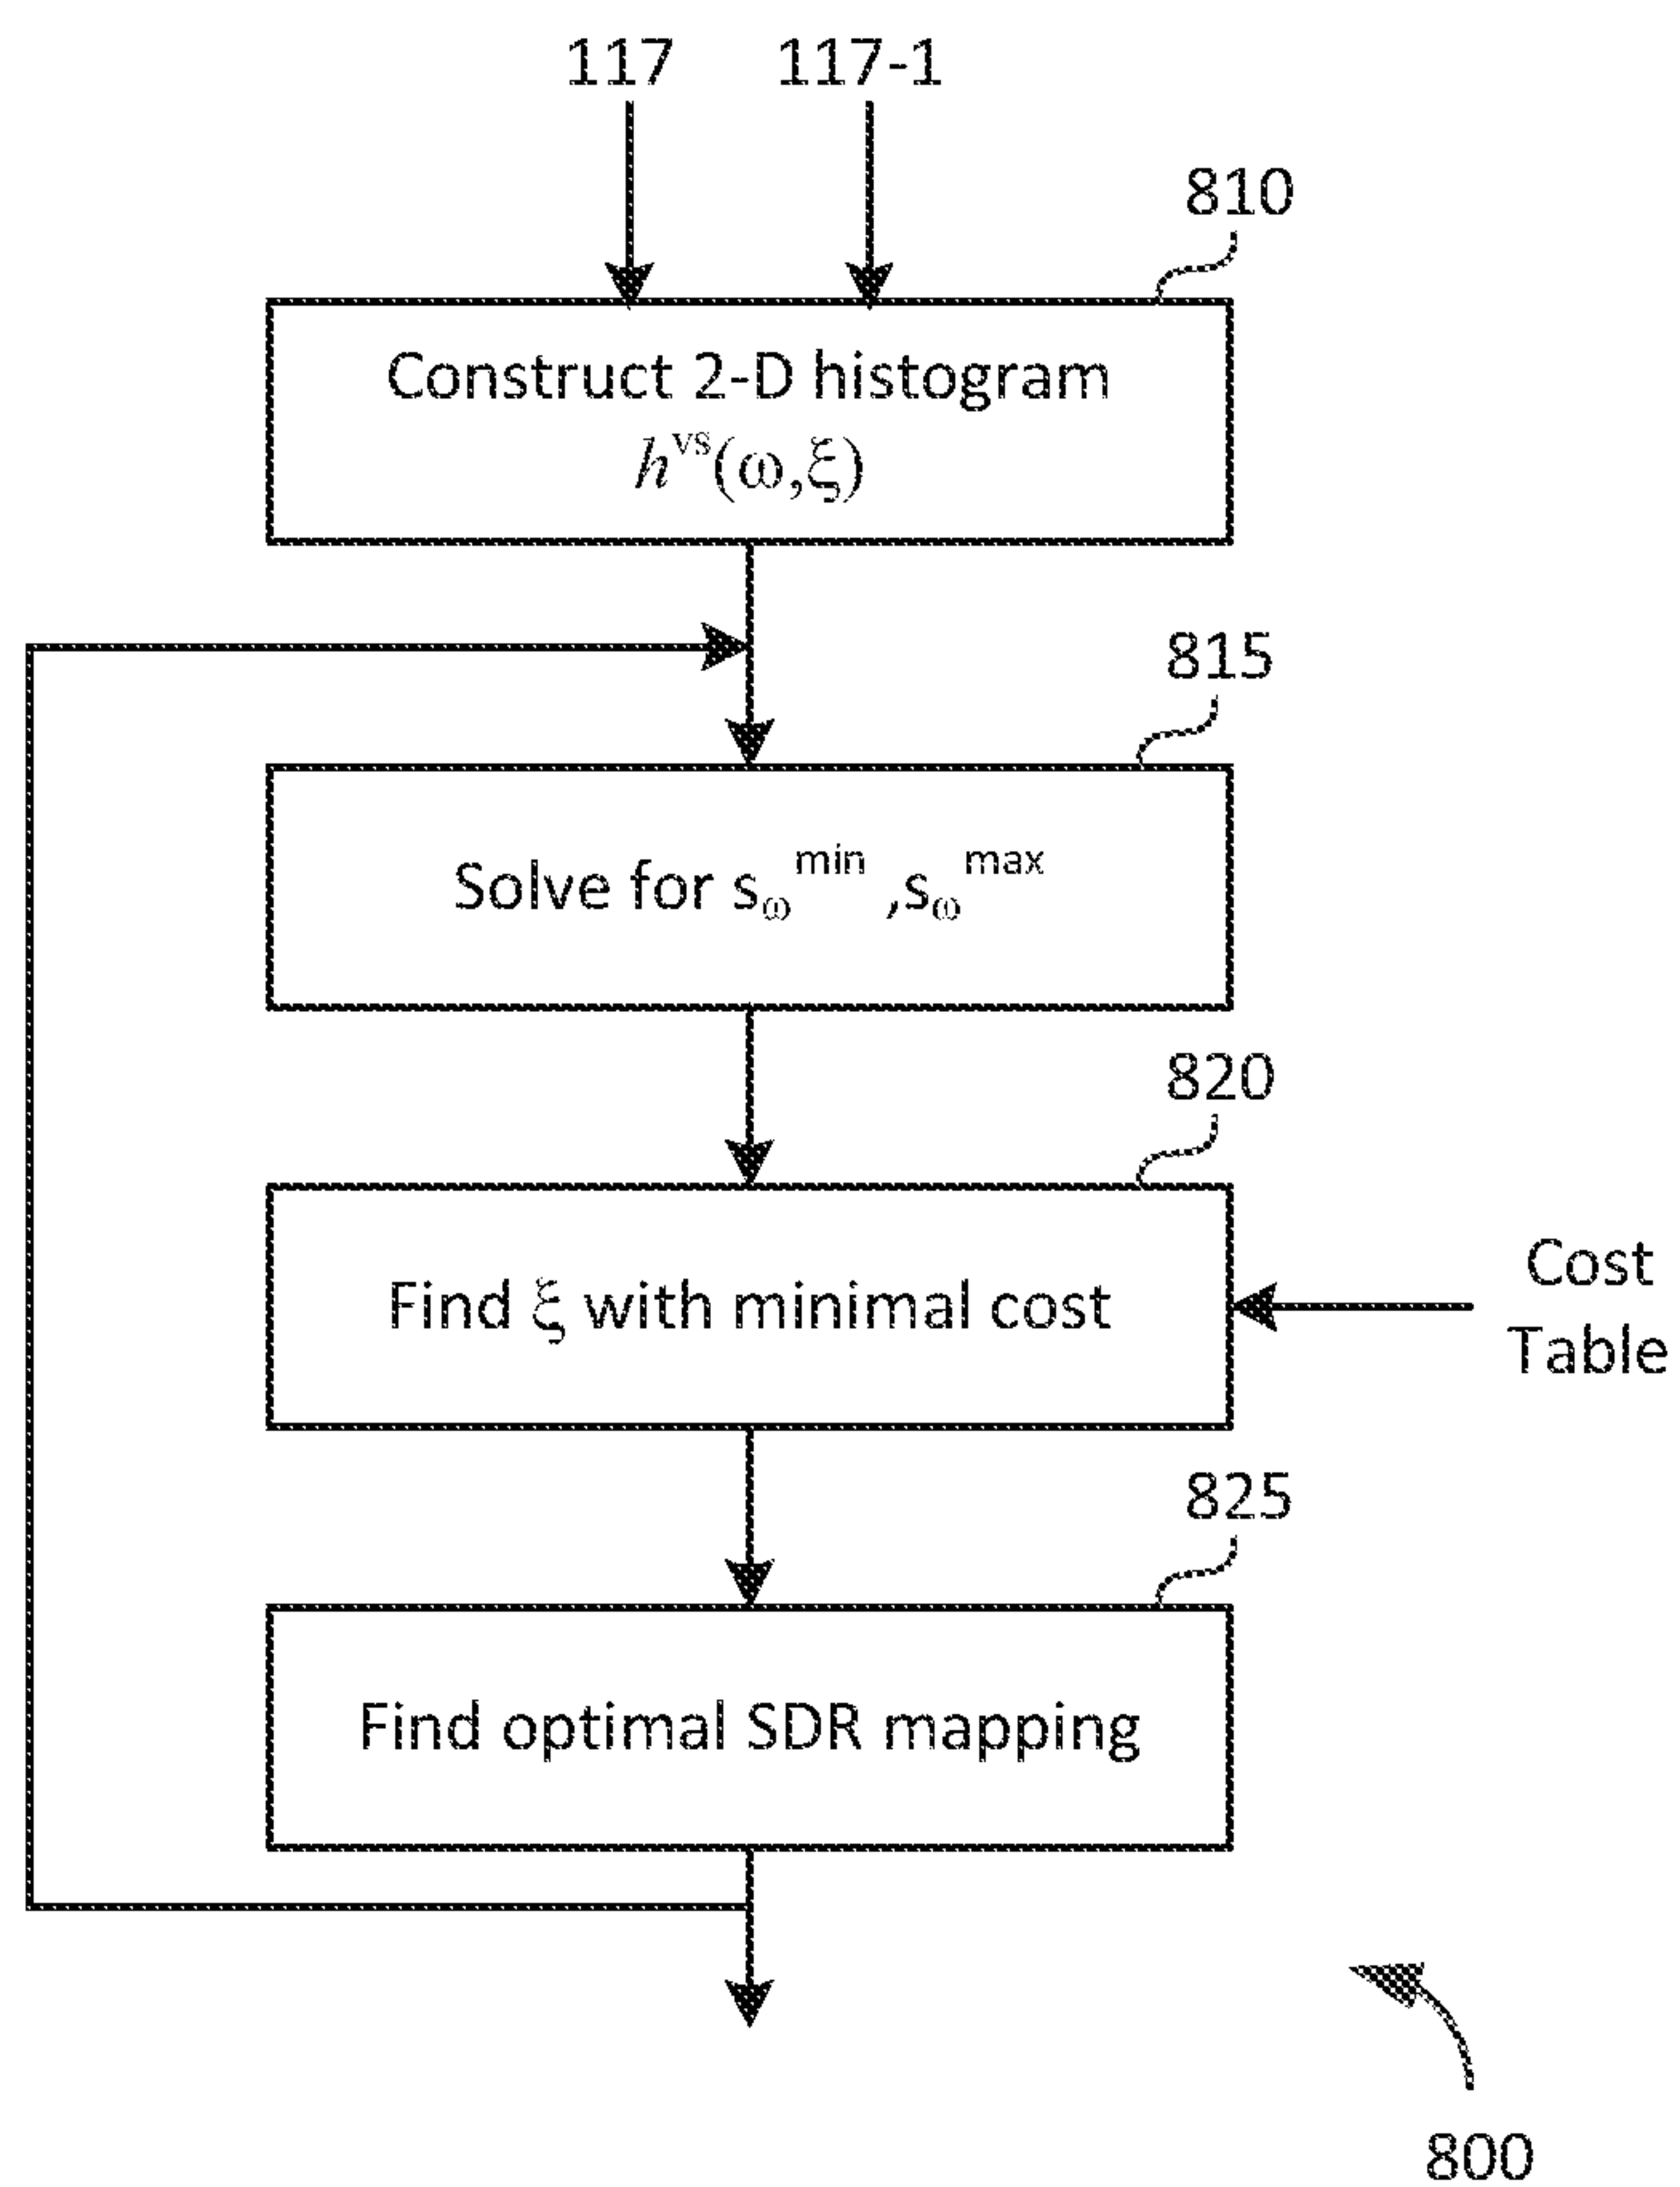 117 117-1
810
Construct 2-D histogram
h^vs(ω,ξ)
815
Solve for s_ω^min ,s_ω^max
820
Find ξ with minimal cost
Cost
Table
825
Find optimal SDR mapping
800